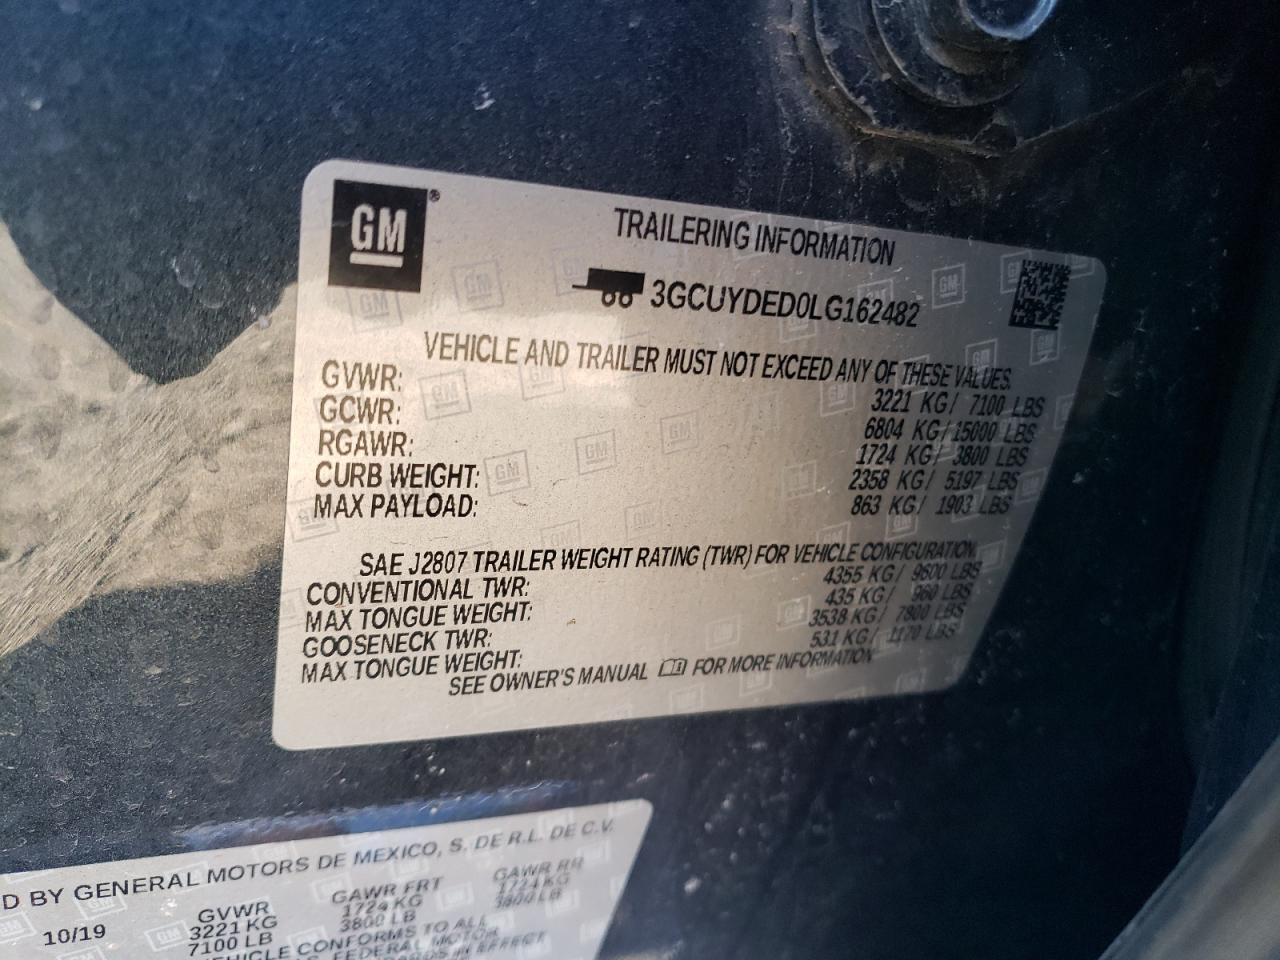 GM®
TRAILERING INFORMATION
3GCUYDED0LG162482
VEHICLE AND TRAILER MUST NOT EXCEED ANY OF THESE VALUES.
GVWR: 3221 KG/ 7100 LBS
GCWR: 6804 KG/15000 LBS
RGAWR: 1724 KG/ 3800 LBS
CURB WEIGHT: 2358 KG/ 5197 LBS
MAX PAYLOAD: 863 KG/ 1903 LBS
SAE J2807 TRAILER WEIGHT RATING (TWR) FOR VEHICLE CONFIGURATION.
CONVENTIONAL TWR: 4355 KG/ 9600 LBS
MAX TONGUE WEIGHT: 435 KG/ 960 LBS
GOOSENECK TWR: 3538 KG/ 7800 LBS
MAX TONGUE WEIGHT: 531 KG/ 1170 LBS
SEE OWNER'S MANUAL FOR MORE INFORMATION
D BY GENERAL MOTORS DE MEXICO, S. DE R.L. DE C.V.
10/19 GVWR GAWR FRT GAWR RR
3221 KG 1724 KG 1724 KG
7100 LB 3800 LB 3800 LB
VEHICLE CONFORMS TO ALL
FEDERAL MOTOR
IN EFFECT